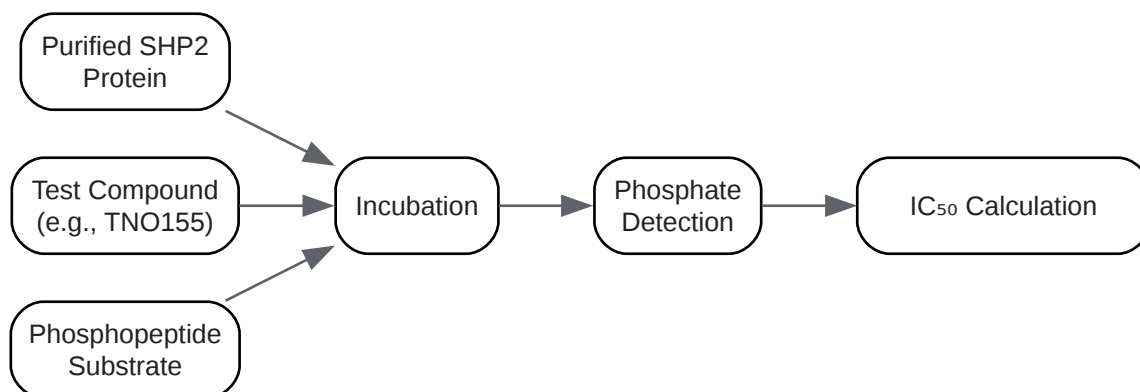 Purified SHP2
Protein
Test Compound
(e.g., TNO155)
Phosphopeptide
Substrate
Incubation
Phosphate
Detection
IC₅₀ Calculation